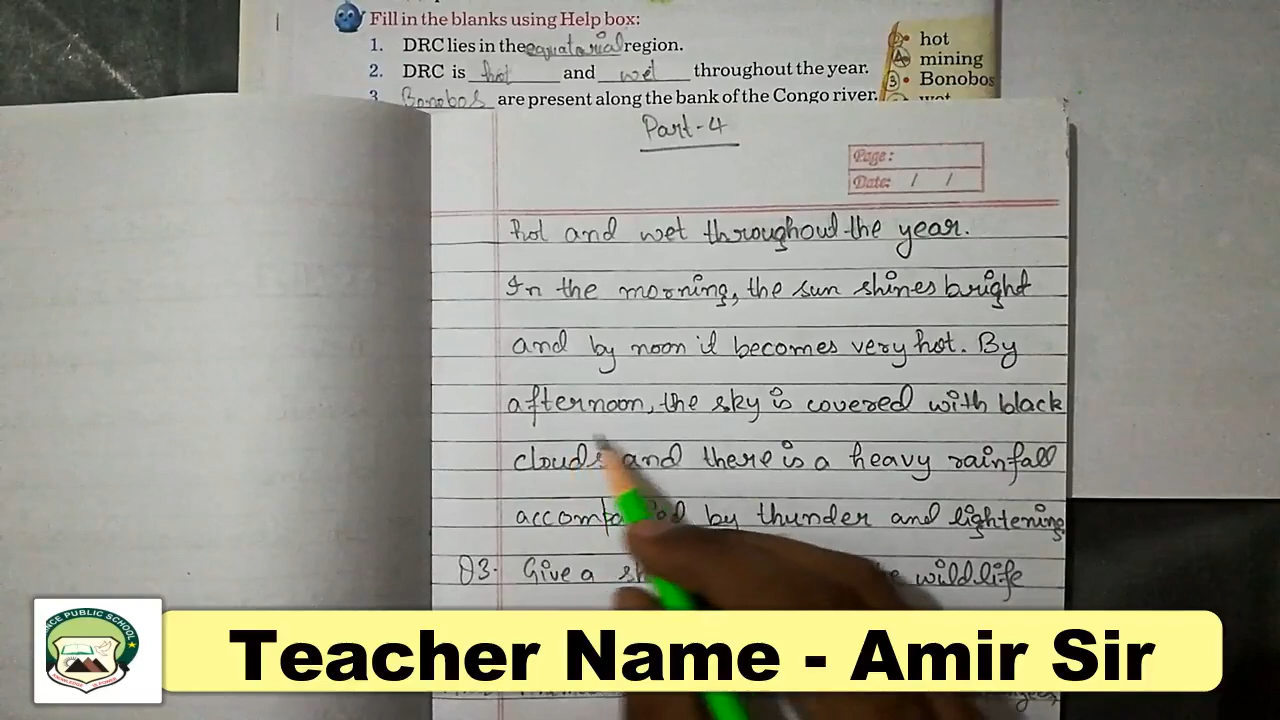 Fill in the blanks using Help box:
1. DRC lies in the equatorial region.
2. DRC is hot and wet throughout the year.
3. Bonobos are present along the bank of the Congo river.
hot
mining
Bonobos
wet
Part-4
Page:
Date: / /
hot and wet throughout the year.
In the morning, the sun shines bright
and by noon it becomes very hot. By
afternoon, the sky is covered with black
clouds and there is a heavy rainfall
by thunder and lightening
Q3. Give a wildlife
PUBLIC SCHOOL
Teacher Name - Amir Sir